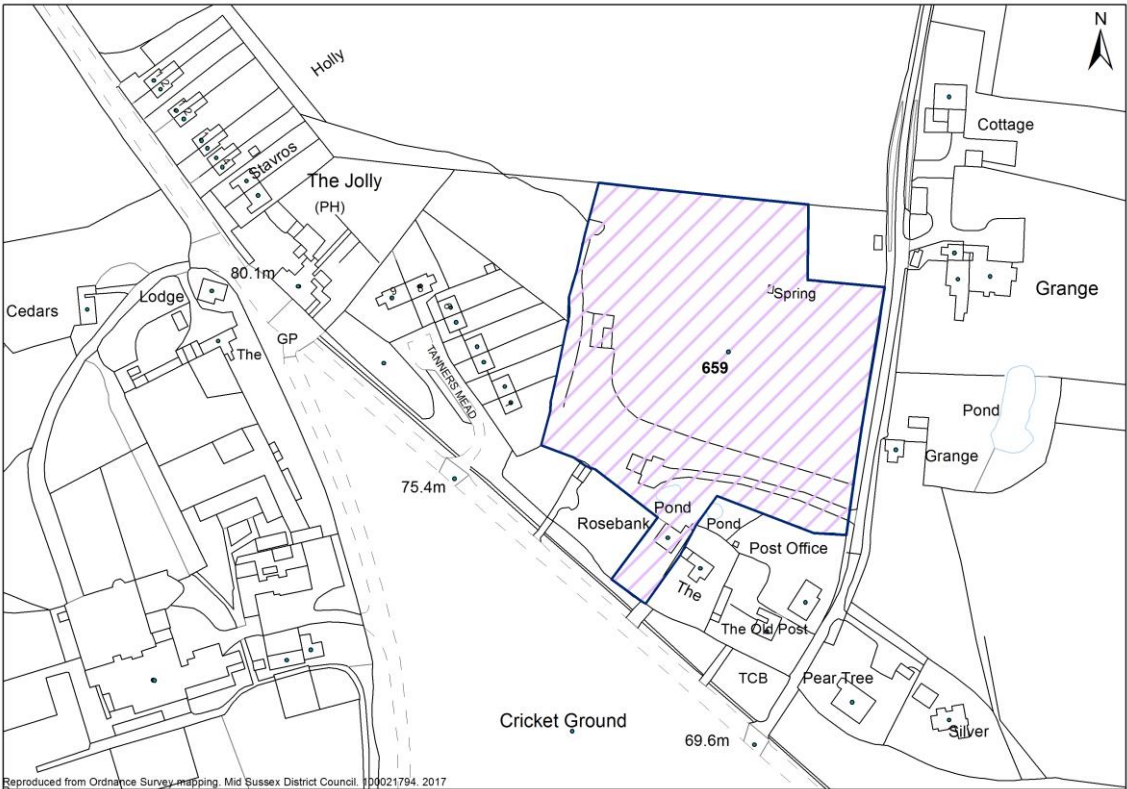 N
Holly
Cottage
Stavros
The Jolly
(PH)
80.1m
Cedars
Lodge
The
GP
TANNERS MEAD
Spring
Grange
659
Pond
Grange
75.4m
Rosebank
Pond
Pond
Post Office
The
The Old Post
TCB
Pear Tree
Silver
Cricket Ground
69.6m
Reproduced from Ordnance Survey mapping. Mid Sussex District Council. 100021794. 2017